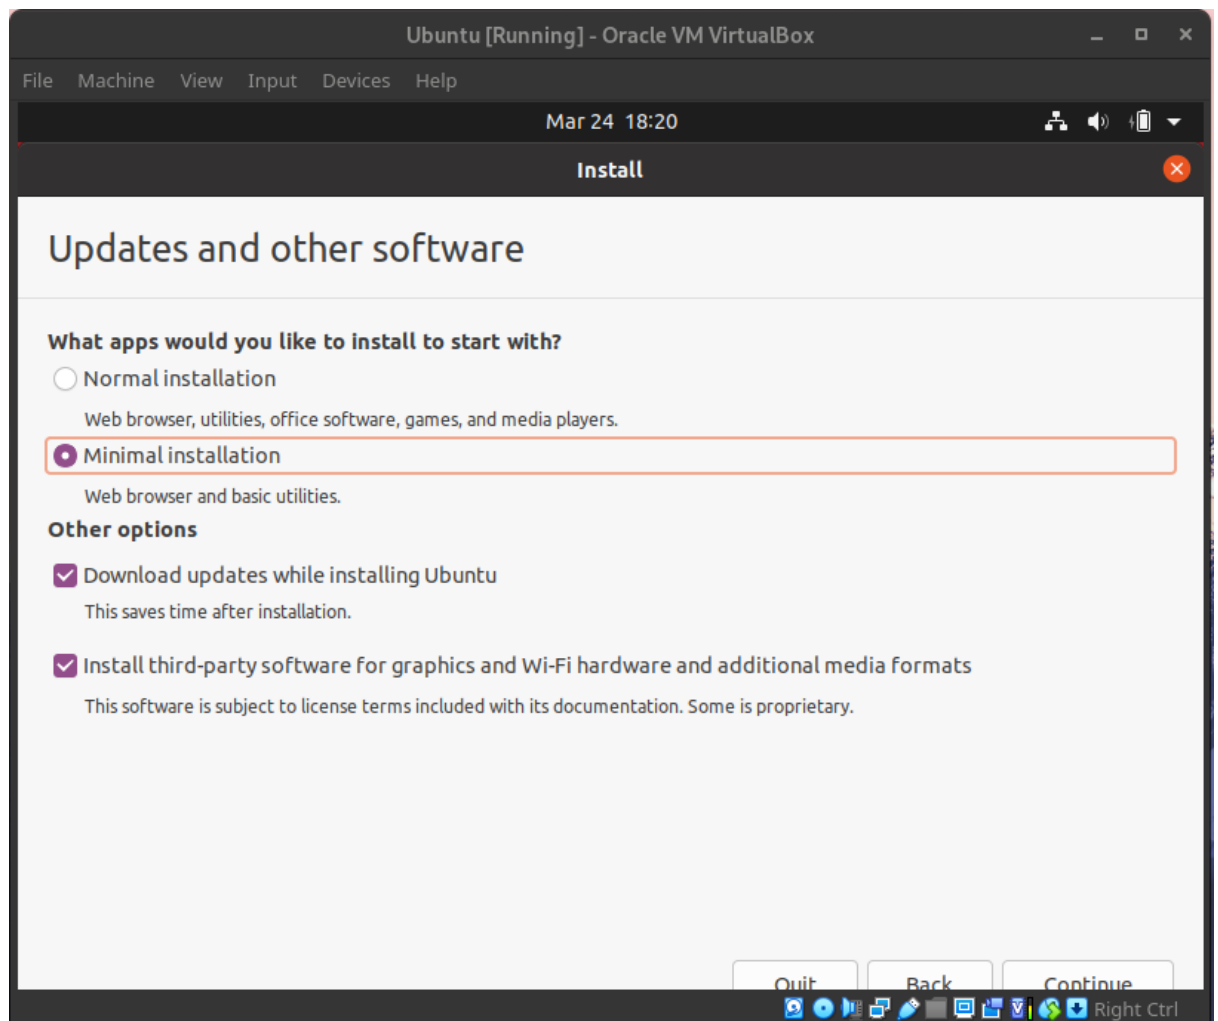 Ubuntu [Running] - Oracle VM VirtualBox
File Machine View Input Devices Help
Mar 24 18:20
Install
Updates and other software
What apps would you like to install to start with?
Normal installation
Web browser, utilities, office software, games, and media players.
Minimal installation
Web browser and basic utilities.
Other options
Download updates while installing Ubuntu
This saves time after installation.
Install third-party software for graphics and Wi-Fi hardware and additional media formats
This software is subject to license terms included with its documentation. Some is proprietary.
Quit Back Continue
Right Ctrl